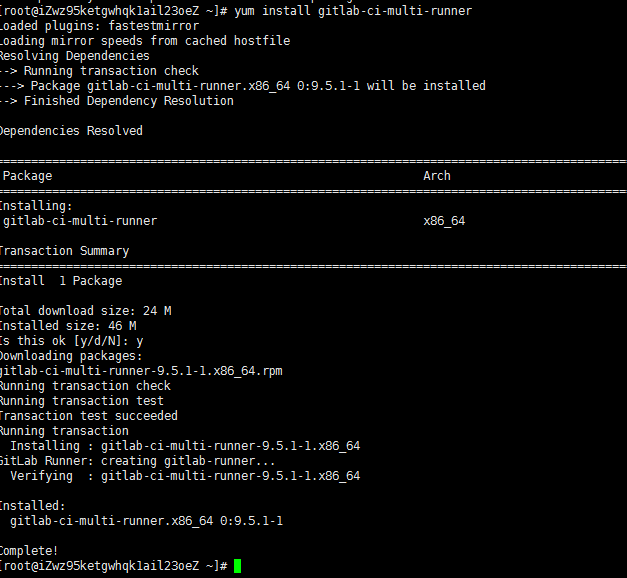 [root@iZwz95ketgwhqk1ail23oeZ ~]# yum install gitlab-ci-multi-runner
Loaded plugins: fastestmirror
Loading mirror speeds from cached hostfile
Resolving Dependencies
--> Running transaction check
---> Package gitlab-ci-multi-runner.x86_64 0:9.5.1-1 will be installed
--> Finished Dependency Resolution
Dependencies Resolved
================================================================================
Package Arch
================================================================================
Installing:
gitlab-ci-multi-runner x86_64
Transaction Summary
================================================================================
Install  1 Package
Total download size: 24 M
Installed size: 46 M
Is this ok [y/d/N]: y
Downloading packages:
gitlab-ci-multi-runner-9.5.1-1.x86_64.rpm
Running transaction check
Running transaction test
Transaction test succeeded
Running transaction
  Installing : gitlab-ci-multi-runner-9.5.1-1.x86_64
GitLab Runner: creating gitlab-runner...
  Verifying  : gitlab-ci-multi-runner-9.5.1-1.x86_64
Installed:
  gitlab-ci-multi-runner.x86_64 0:9.5.1-1
Complete!
[root@iZwz95ketgwhqk1ail23oeZ ~]#